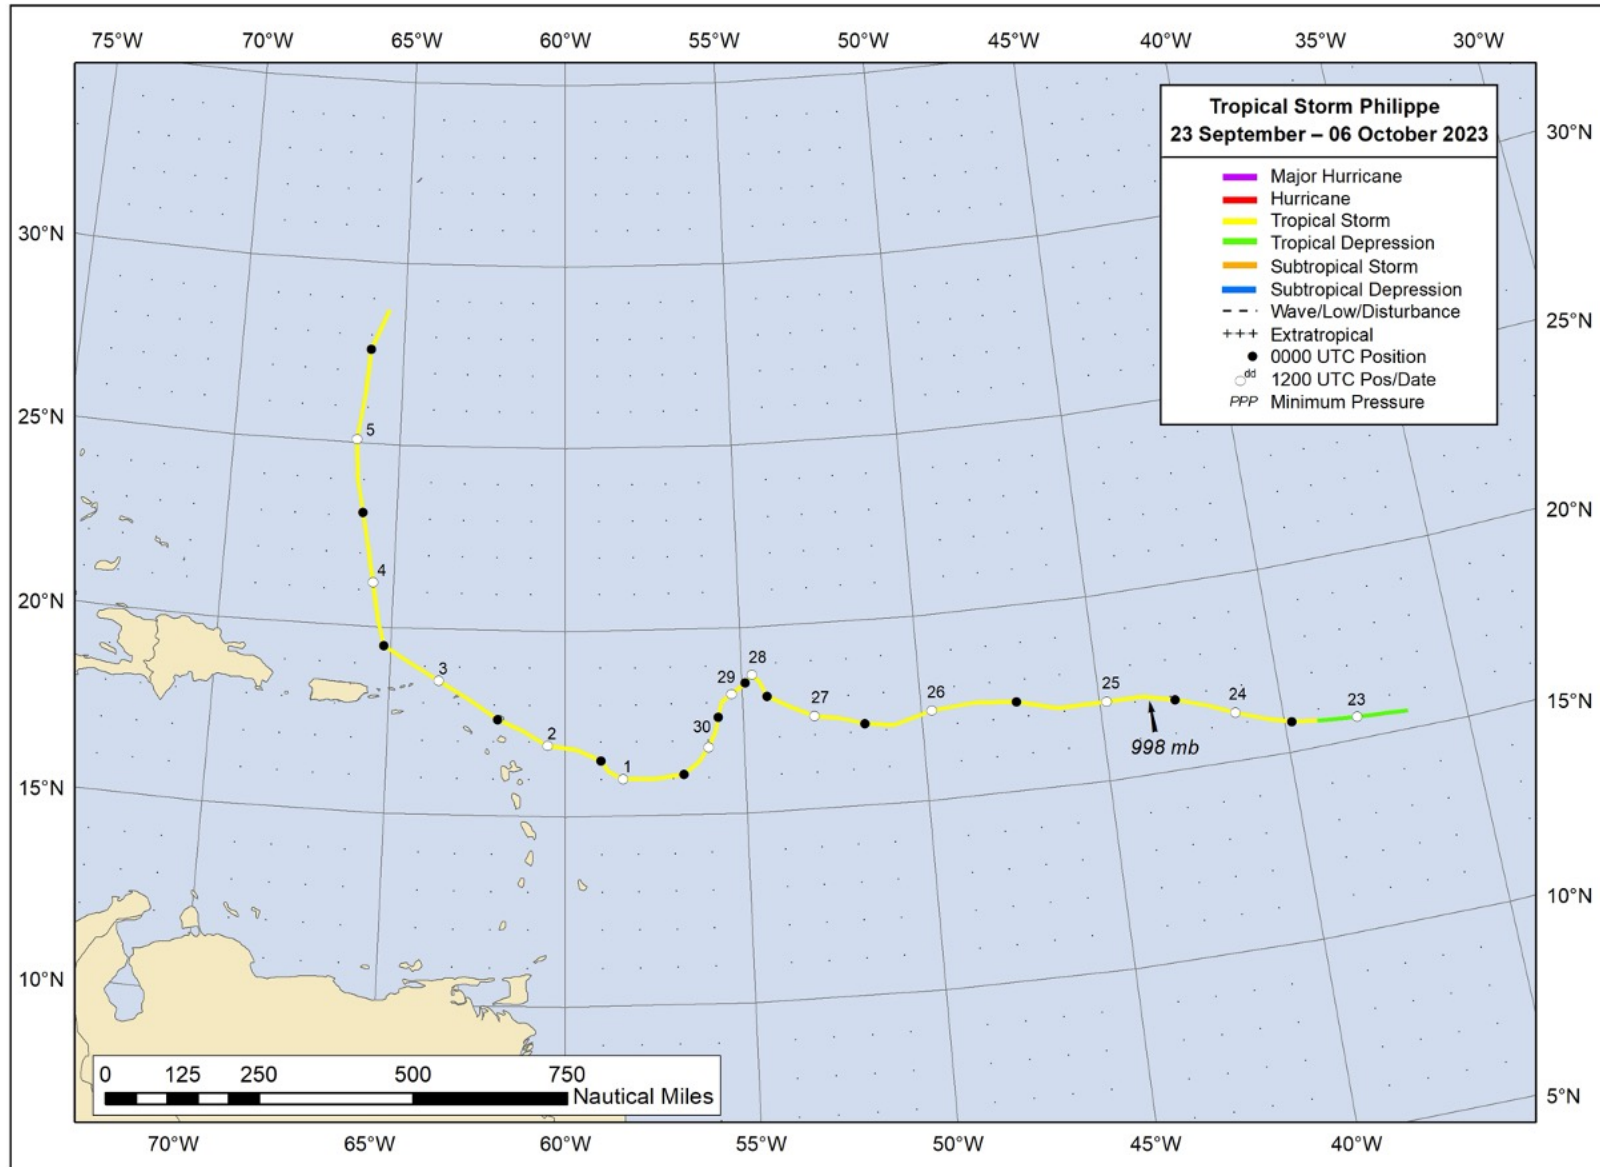 75°W 70°W 65°W 60°W 55°W 50°W 45°W 40°W 35°W 30°W
Tropical Storm Philippe
23 September – 06 October 2023
Major Hurricane
Hurricane
Tropical Storm
Tropical Depression
Subtropical Storm
Subtropical Depression
Wave/Low/Disturbance
+++ Extratropical
0000 UTC Position
dd 1200 UTC Pos/Date
PPP Minimum Pressure
30°N
25°N
20°N
15°N
10°N
5°N
30°N
25°N
20°N
15°N
10°N
5
4
3
2
1
30
29
28
27
26
25
24
23
998 mb
0 125 250 500 750
Nautical Miles
70°W 65°W 60°W 55°W 50°W 45°W 40°W